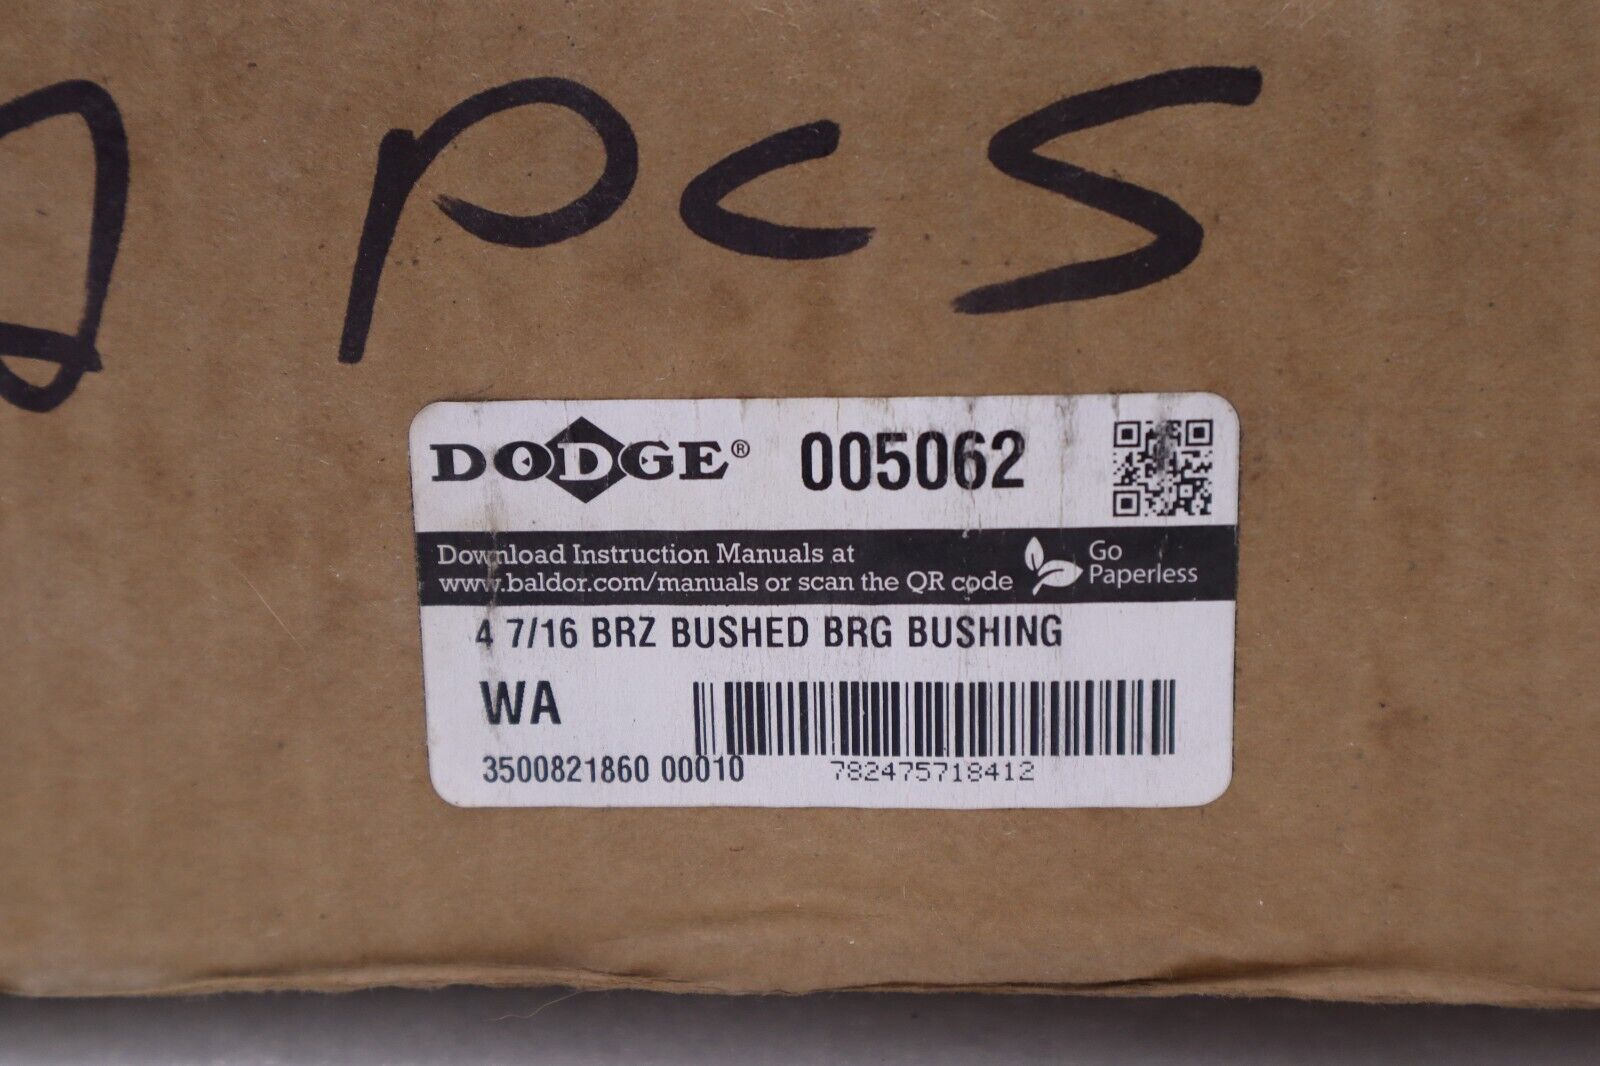 pcs
DODGE® 005062
Download Instruction Manuals at
www.baldor.com/manuals or scan the QR code
Go
Paperless
4 7/16 BRZ BUSHED BRG BUSHING
WA
3500821860 00010
782475718412